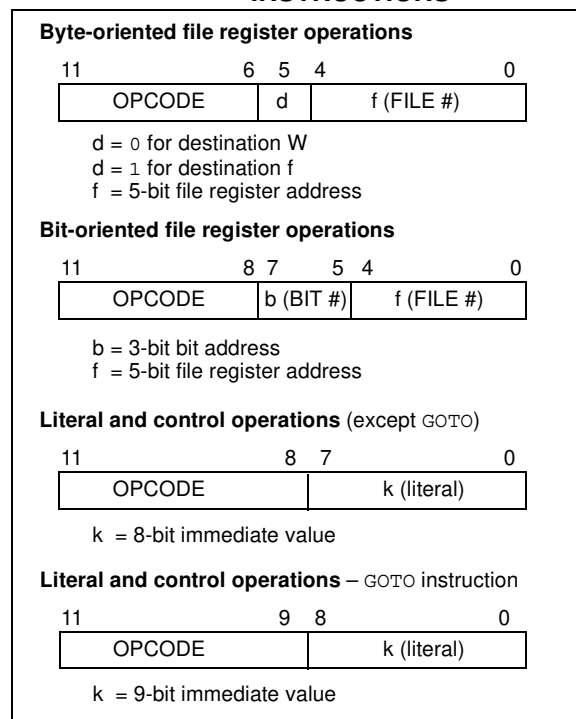 INSTRUCTIONS
Byte-oriented file register operations
11 6 5 4 0
OPCODE d f (FILE #)
d = 0 for destination W
d = 1 for destination f
f = 5-bit file register address
Bit-oriented file register operations
11 8 7 5 4 0
OPCODE b (BIT #) f (FILE #)
b = 3-bit bit address
f = 5-bit file register address
Literal and control operations (except GOTO)
11 8 7 0
OPCODE k (literal)
k = 8-bit immediate value
Literal and control operations – GOTO instruction
11 9 8 0
OPCODE k (literal)
k = 9-bit immediate value